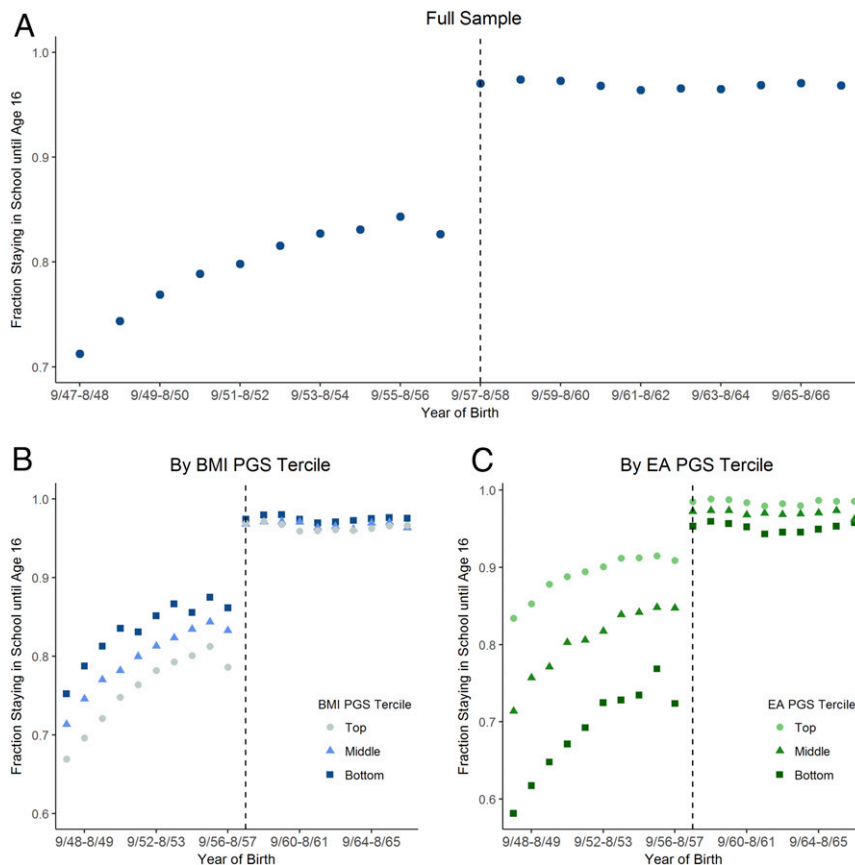 A
Full Sample
1.0
0.9
0.8
0.7
Fraction Staying in School until Age 16
9/47-8/48 9/49-8/50 9/51-8/52 9/53-8/54 9/55-8/56 9/57-8/58 9/59-8/60 9/61-8/62 9/63-8/64 9/65-8/66
Year of Birth
B
By BMI PGS Tercile
1.0
0.9
0.8
0.7
0.6
Fraction Staying in School until Age 16
BMI PGS Tercile
Top
Middle
Bottom
9/48-8/49 9/52-8/53 9/56-8/57 9/60-8/61 9/64-8/65
Year of Birth
C
By EA PGS Tercile
1.0
0.9
0.8
0.7
0.6
Fraction Staying in School until Age 16
EA PGS Tercile
Top
Middle
Bottom
9/48-8/49 9/52-8/53 9/56-8/57 9/60-8/61 9/64-8/65
Year of Birth